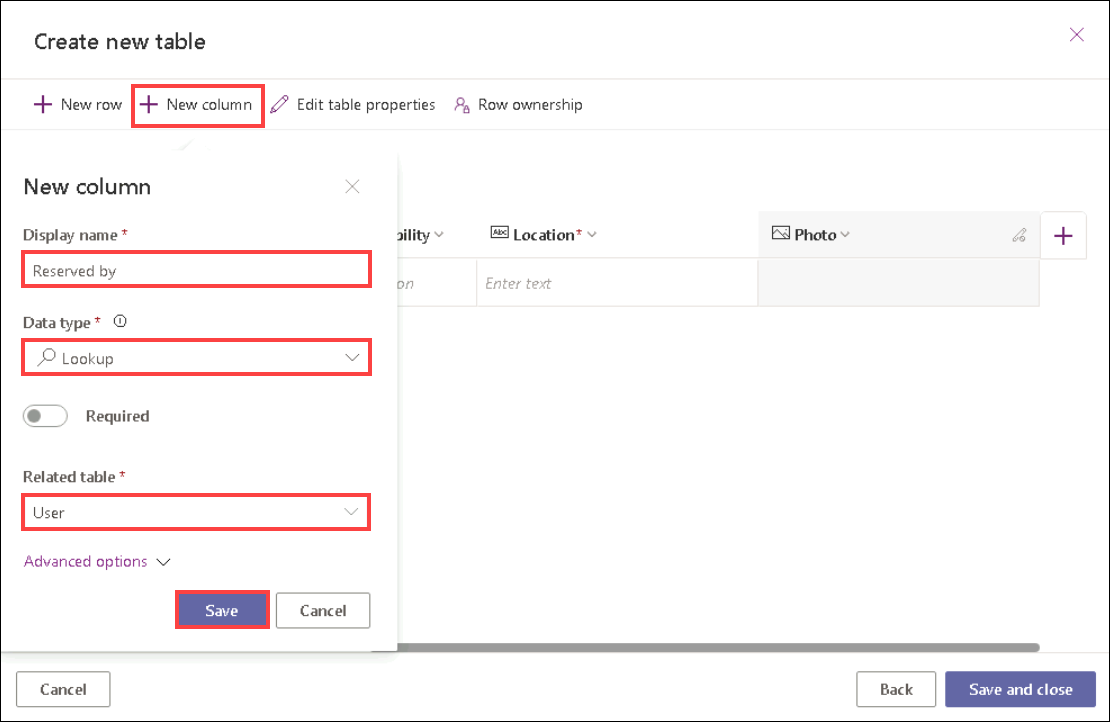 Create new table
New row New column Edit table properties Row ownership
New column
Display name *
Reserved by
Data type *
Lookup
Required
Related table *
User
Advanced options
Save Cancel
bility Abc Location* Photo
on Enter text
Cancel Back Save and close